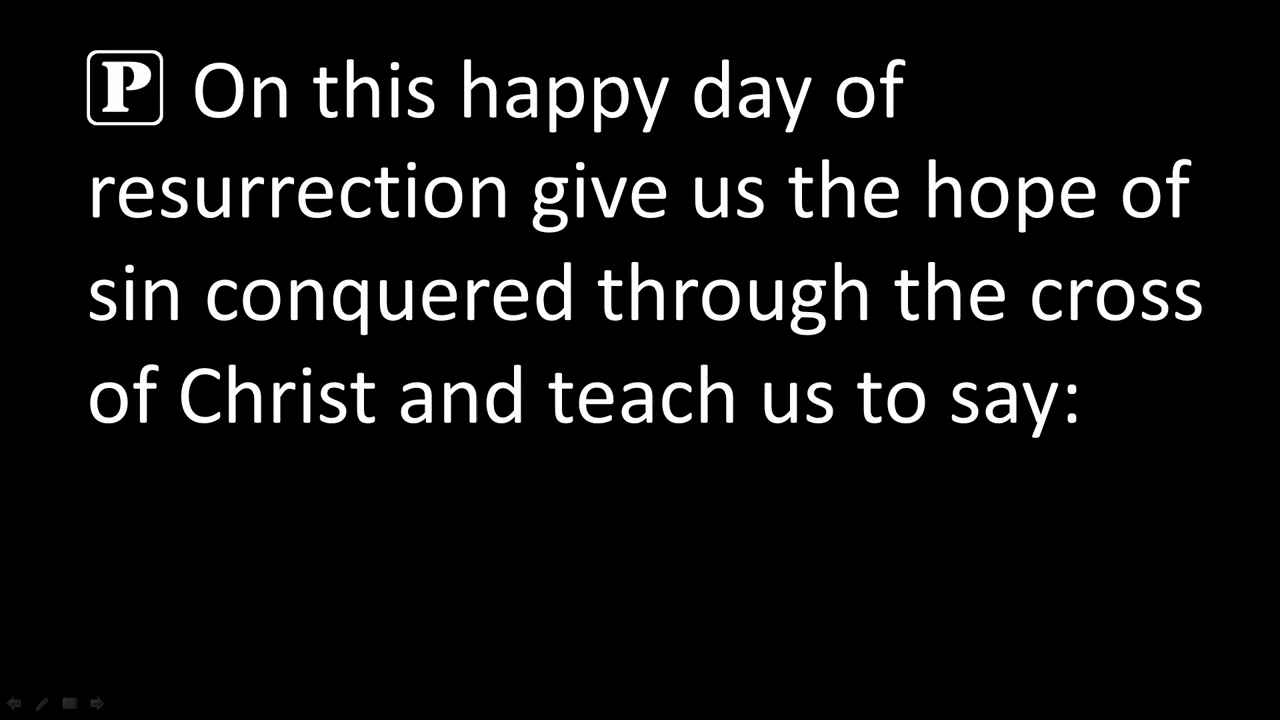 P On this happy day of
resurrection give us the hope of
sin conquered through the cross
of Christ and teach us to say: